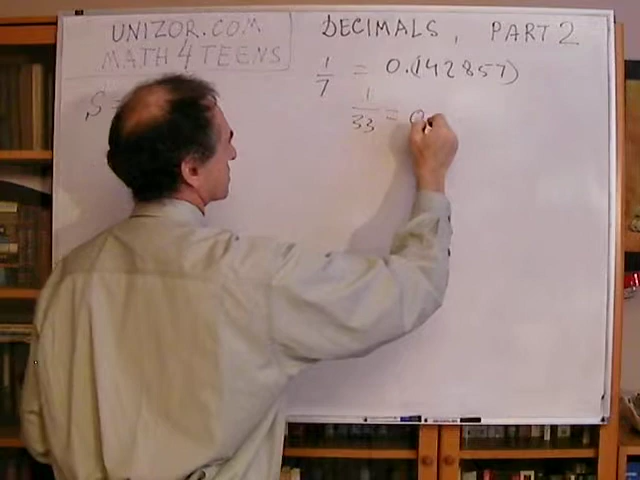 UNIZOR.COM
MATH 4 TEENS
DECIMALS, PART 2
1/7 = 0.(142857)
1/33 = 0
S